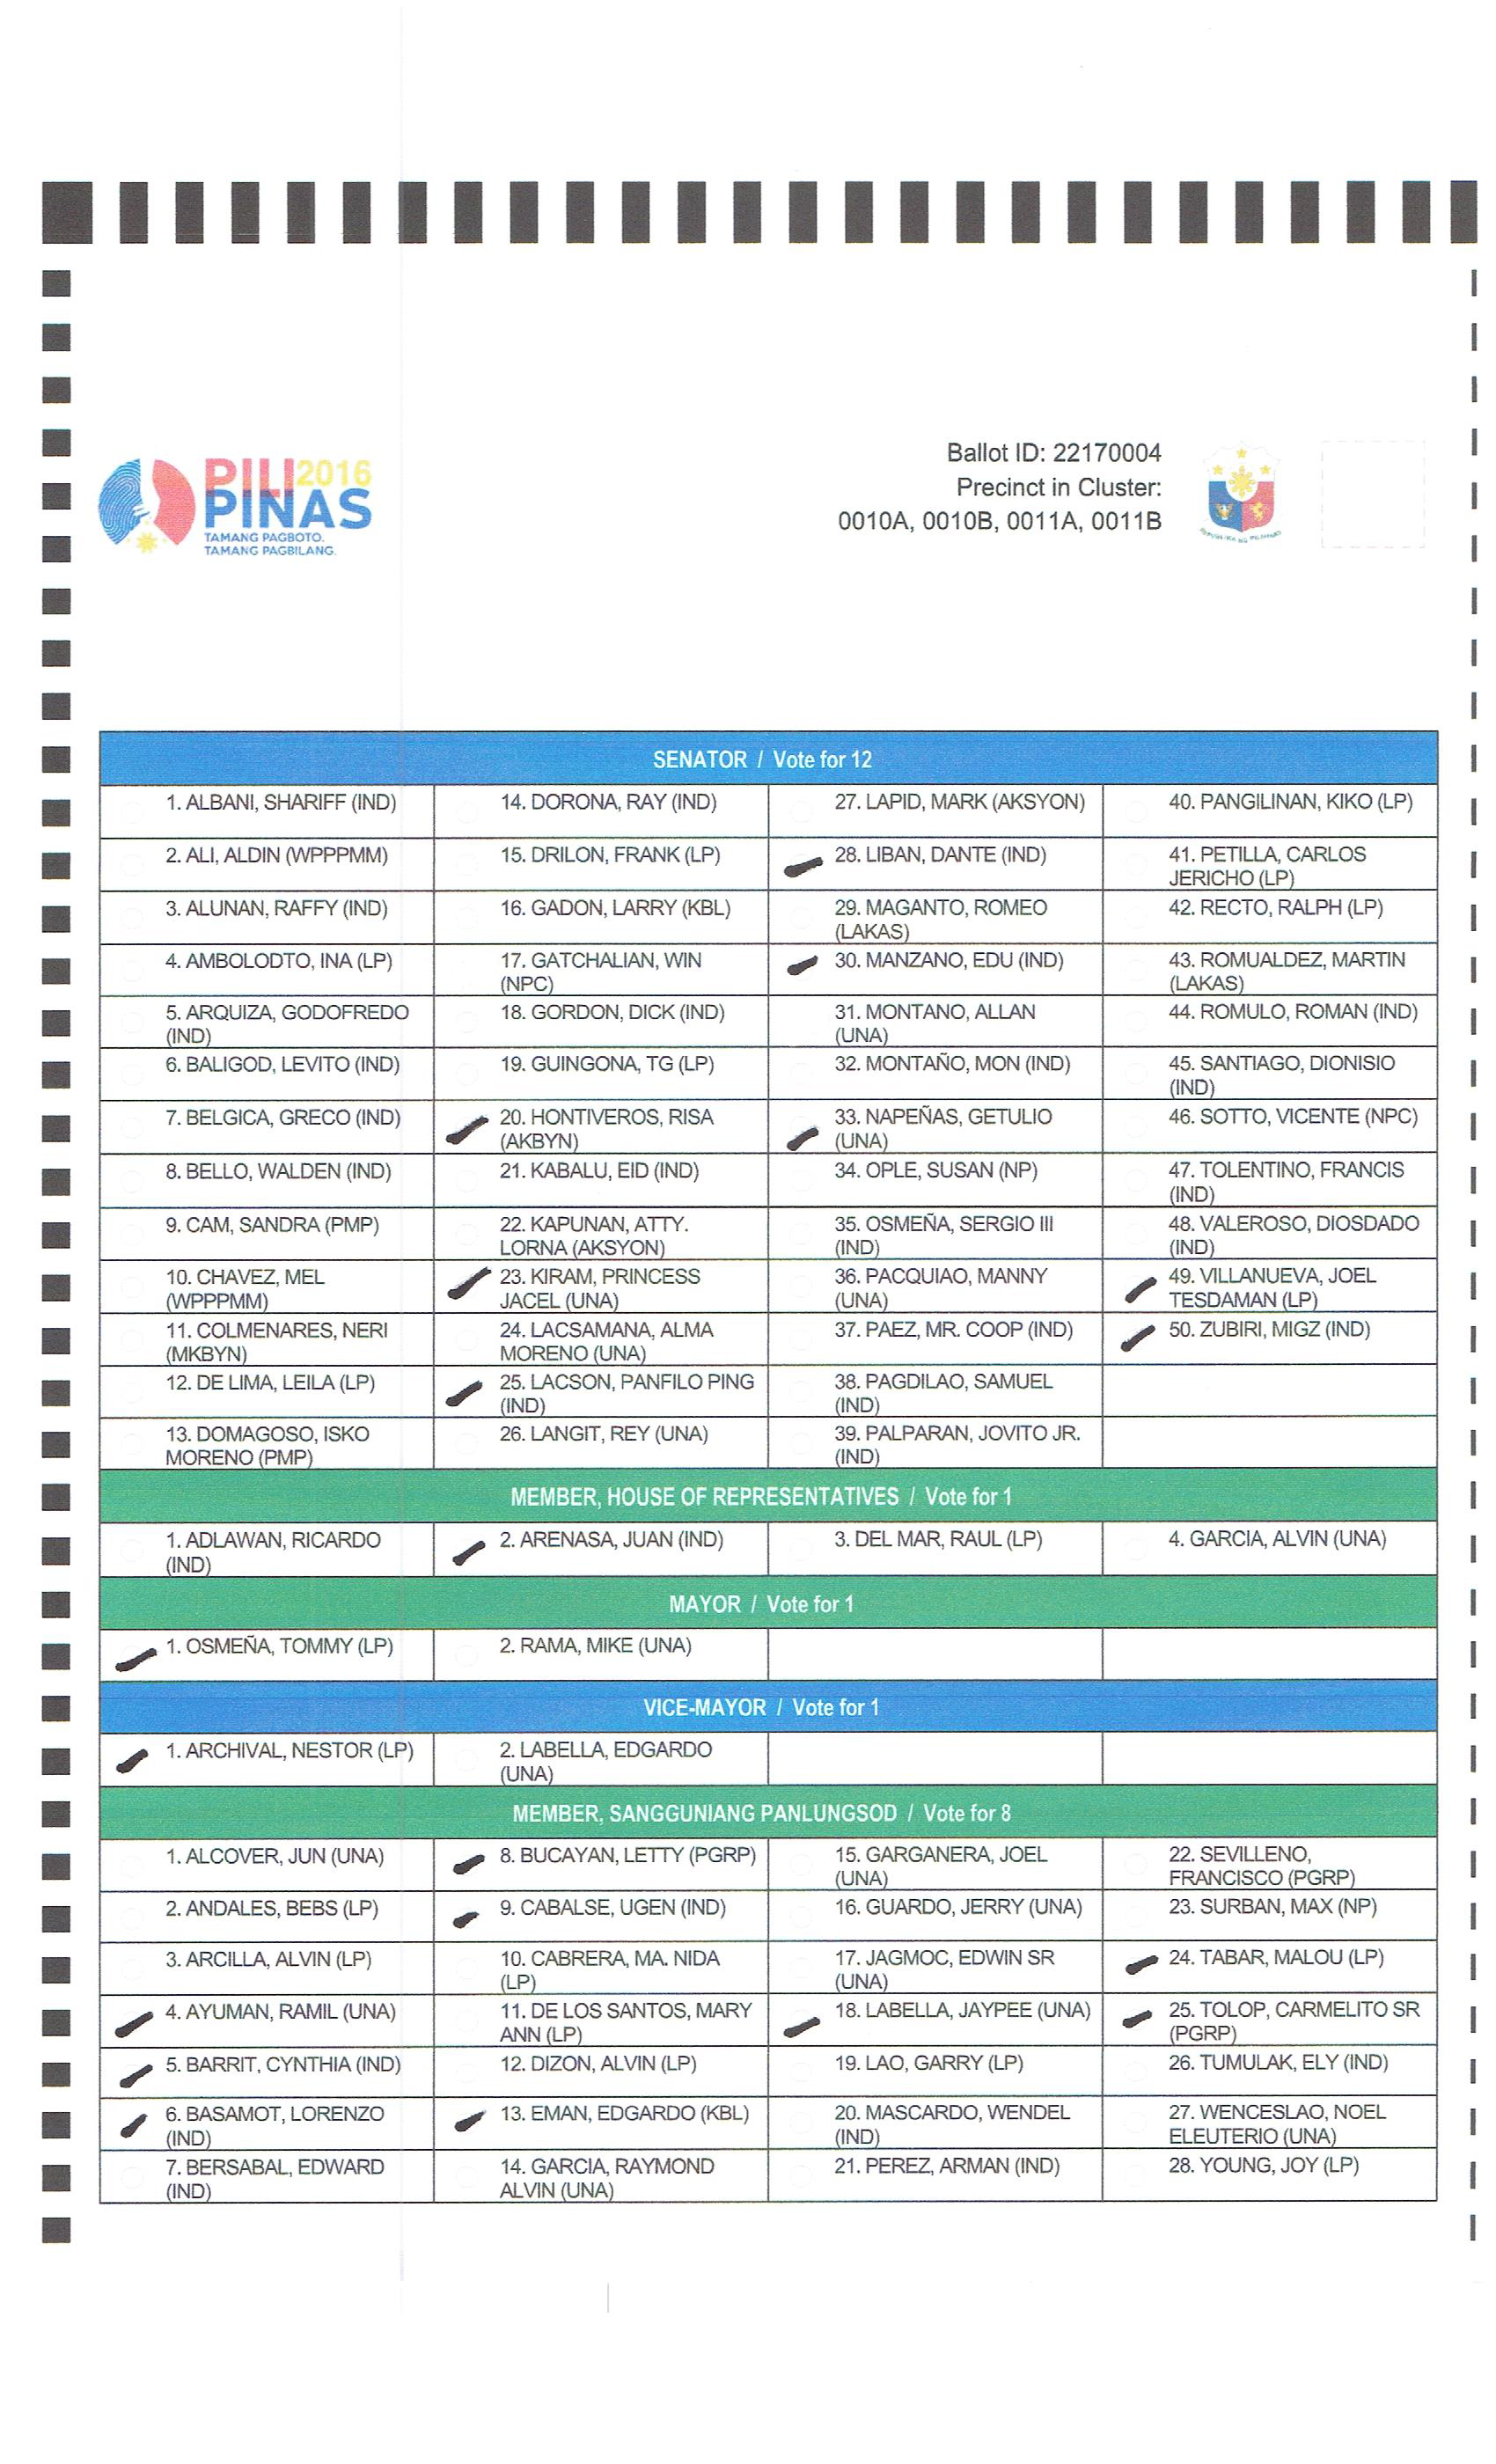 PILI 2016
PINAS
TAMANG PAGBOTO.
TAMANG PAGBILANG.
Ballot ID: 22170004
Precinct in Cluster:
0010A, 0010B, 0011A, 0011B
REPUBLIKA NG PILIPINAS
SENATOR / Vote for 12
1. ALBANI, SHARIFF (IND)
2. ALI, ALDIN (WPPPMM)
3. ALUNAN, RAFFY (IND)
4. AMBOLODTO, INA (LP)
5. ARQUIZA, GODOFREDO
(IND)
6. BALIGOD, LEVITO (IND)
7. BELGICA, GRECO (IND)
8. BELLO, WALDEN (IND)
9. CAM, SANDRA (PMP)
10. CHAVEZ, MEL
(WPPPMM)
11. COLMENARES, NERI
(MKBYN)
12. DE LIMA, LEILA (LP)
13. DOMAGOSO, ISKO
MORENO (PMP)
14. DORONA, RAY (IND)
15. DRILON, FRANK (LP)
16. GADON, LARRY (KBL)
17. GATCHALIAN, WIN
(NPC)
18. GORDON, DICK (IND)
19. GUINGONA, TG (LP)
20. HONTIVEROS, RISA
(AKBYN)
21. KABALU, EID (IND)
22. KAPUNAN, ATTY.
LORNA (AKSYON)
23. KIRAM, PRINCESS
JACEL (UNA)
24. LACSAMANA, ALMA
MORENO (UNA)
25. LACSON, PANFILO PING
(IND)
26. LANGIT, REY (UNA)
27. LAPID, MARK (AKSYON)
28. LIBAN, DANTE (IND)
29. MAGANTO, ROMEO
(LAKAS)
30. MANZANO, EDU (IND)
31. MONTANO, ALLAN
(UNA)
32. MONTAÑO, MON (IND)
33. NAPEÑAS, GETULIO
(UNA)
34. OPLE, SUSAN (NP)
35. OSMEÑA, SERGIO III
(IND)
36. PACQUIAO, MANNY
(UNA)
37. PAEZ, MR. COOP (IND)
38. PAGDILAO, SAMUEL
(IND)
39. PALPARAN, JOVITO JR.
(IND)
40. PANGILINAN, KIKO (LP)
41. PETILLA, CARLOS
JERICHO (LP)
42. RECTO, RALPH (LP)
43. ROMUALDEZ, MARTIN
(LAKAS)
44. ROMULO, ROMAN (IND)
45. SANTIAGO, DIONISIO
(IND)
46. SOTTO, VICENTE (NPC)
47. TOLENTINO, FRANCIS
(IND)
48. VALEROSO, DIOSDADO
(IND)
49. VILLANUEVA, JOEL
TESDAMAN (LP)
50. ZUBIRI, MIGZ (IND)
MEMBER, HOUSE OF REPRESENTATIVES / Vote for 1
1. ADLAWAN, RICARDO
(IND)
2. ARENASA, JUAN (IND)
3. DEL MAR, RAUL (LP)
4. GARCIA, ALVIN (UNA)
MAYOR / Vote for 1
1. OSMEÑA, TOMMY (LP)
2. RAMA, MIKE (UNA)
VICE-MAYOR / Vote for 1
1. ARCHIVAL, NESTOR (LP)
2. LABELLA, EDGARDO
(UNA)
MEMBER, SANGGUNIANG PANLUNGSOD / Vote for 8
1. ALCOVER, JUN (UNA)
2. ANDALES, BEBS (LP)
3. ARCILLA, ALVIN (LP)
4. AYUMAN, RAMIL (UNA)
5. BARRIT, CYNTHIA (IND)
6. BASAMOT, LORENZO
(IND)
7. BERSABAL, EDWARD
(IND)
8. BUCAYAN, LETTY (PGRP)
9. CABALSE, UGEN (IND)
10. CABRERA, MA. NIDA
(LP)
11. DE LOS SANTOS, MARY
ANN (LP)
12. DIZON, ALVIN (LP)
13. EMAN, EDGARDO (KBL)
14. GARCIA, RAYMOND
ALVIN (UNA)
15. GARGANERA, JOEL
(UNA)
16. GUARDO, JERRY (UNA)
17. JAGMOC, EDWIN SR
(UNA)
18. LABELLA, JAYPEE (UNA)
19. LAO, GARRY (LP)
20. MASCARDO, WENDEL
(IND)
21. PEREZ, ARMAN (IND)
22. SEVILLENO,
FRANCISCO (PGRP)
23. SURBAN, MAX (NP)
24. TABAR, MALOU (LP)
25. TOLOP, CARMELITO SR
(PGRP)
26. TUMULAK, ELY (IND)
27. WENCESLAO, NOEL
ELEUTERIO (UNA)
28. YOUNG, JOY (LP)